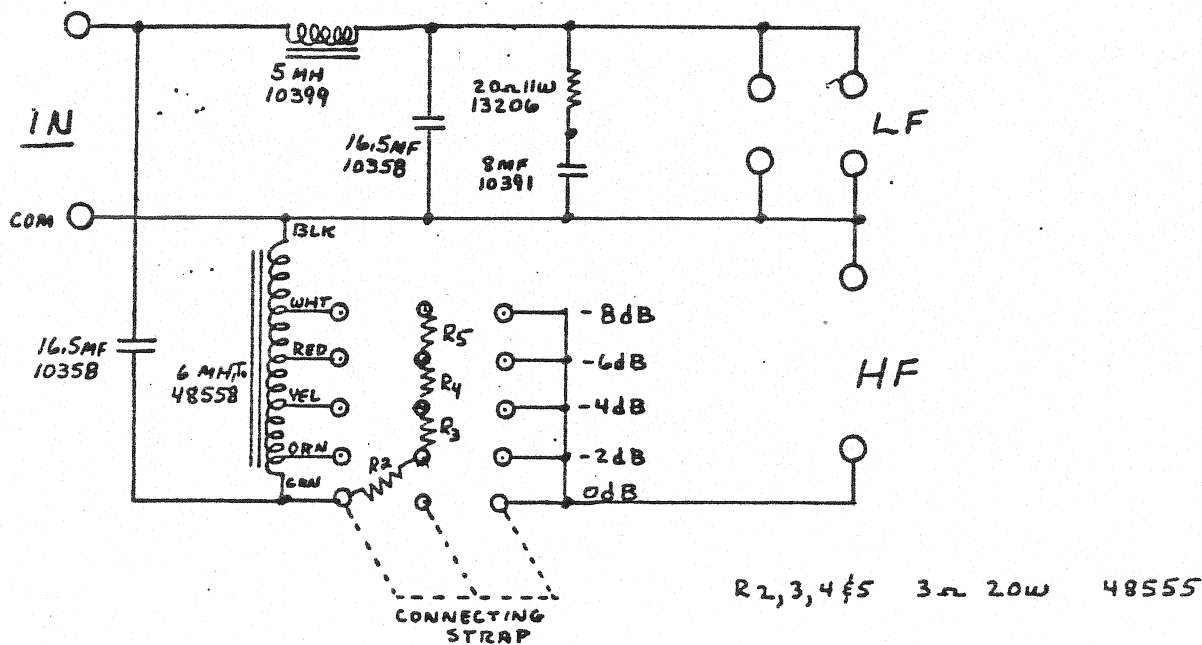 5 MH
10399
20Ω 11W
13206
IN
16.5MF
10358
8MF
10391
LF
COM
BLK
WHT
R5
-8dB
RED
-6dB
16.5MF
10358
6 MH,To
48558
R4
HF
YEL
-4dB
R3
ORN
R2
-2dB
GRN
0dB
R2,3,4&5 3Ω 20W 48555
CONNECTING
STRAP